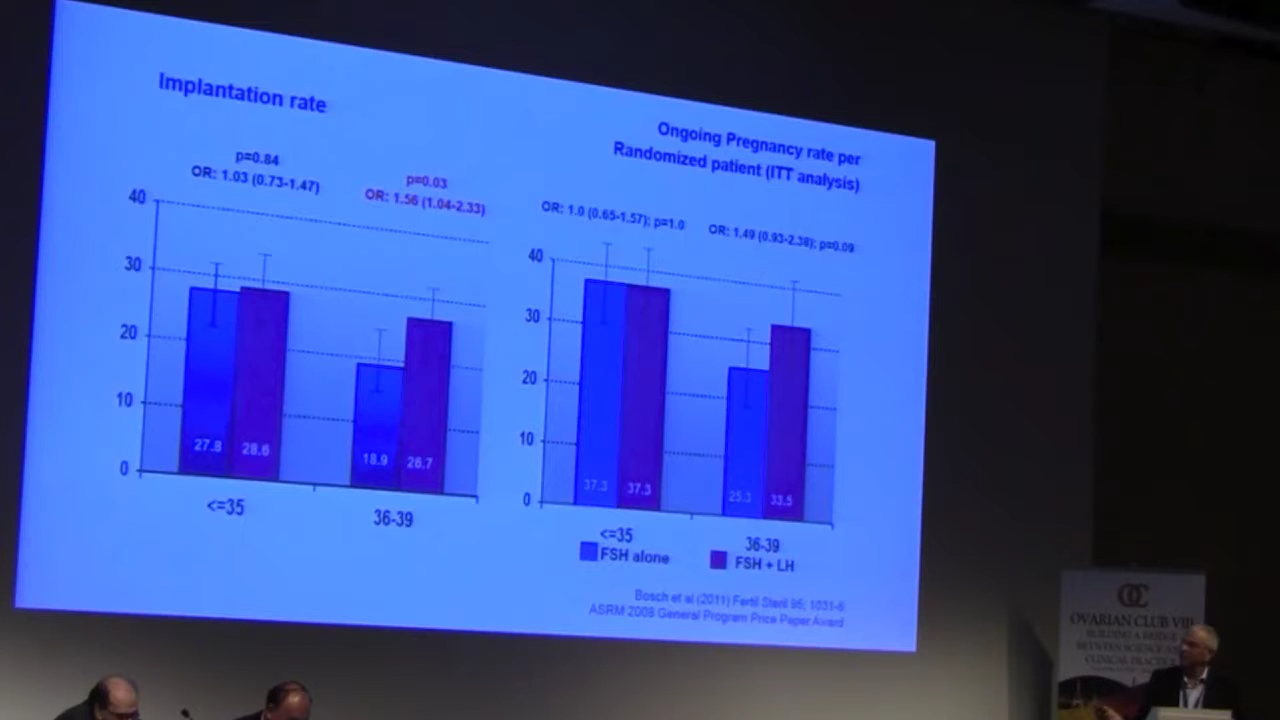 Implantation rate
p=0.84
OR: 1.03 (0.73-1.47)
p=0.03
OR: 1.56 (1.04-2.33)
40
30
20
10
0
27.8
28.6
18.9
26.7
<=35
36-39
Ongoing Pregnancy rate per
Randomized patient (ITT analysis)
OR: 1.0 (0.65-1.57); p=1.0
OR: 1.49 (0.93-2.38); p=0.09
40
30
20
10
0
37.3
37.3
25.3
33.5
<=35
36-39
FSH alone
FSH + LH
Bosch et al (2011) Fertil Steril 95; 1031-6
ASRM 2008 General Program Price Paper Award
OC
OVARIAN CLUB VII
BUILDING A BRIDGE
BETWEEN SCIENCE
CLINICAL PRACTICE